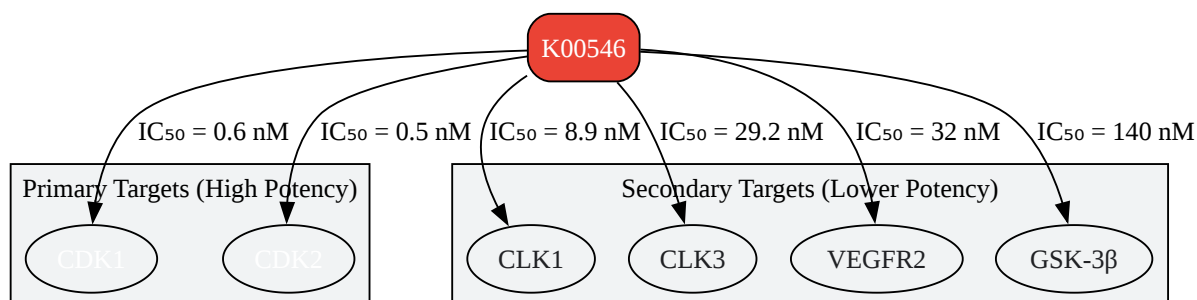 K00546
IC₅₀ = 0.6 nM
IC₅₀ = 0.5 nM
IC₅₀ = 8.9 nM
IC₅₀ = 29.2 nM
IC₅₀ = 32 nM
IC₅₀ = 140 nM
Primary Targets (High Potency)
CDK1
CDK2
Secondary Targets (Lower Potency)
CLK1
CLK3
VEGFR2
GSK-3β